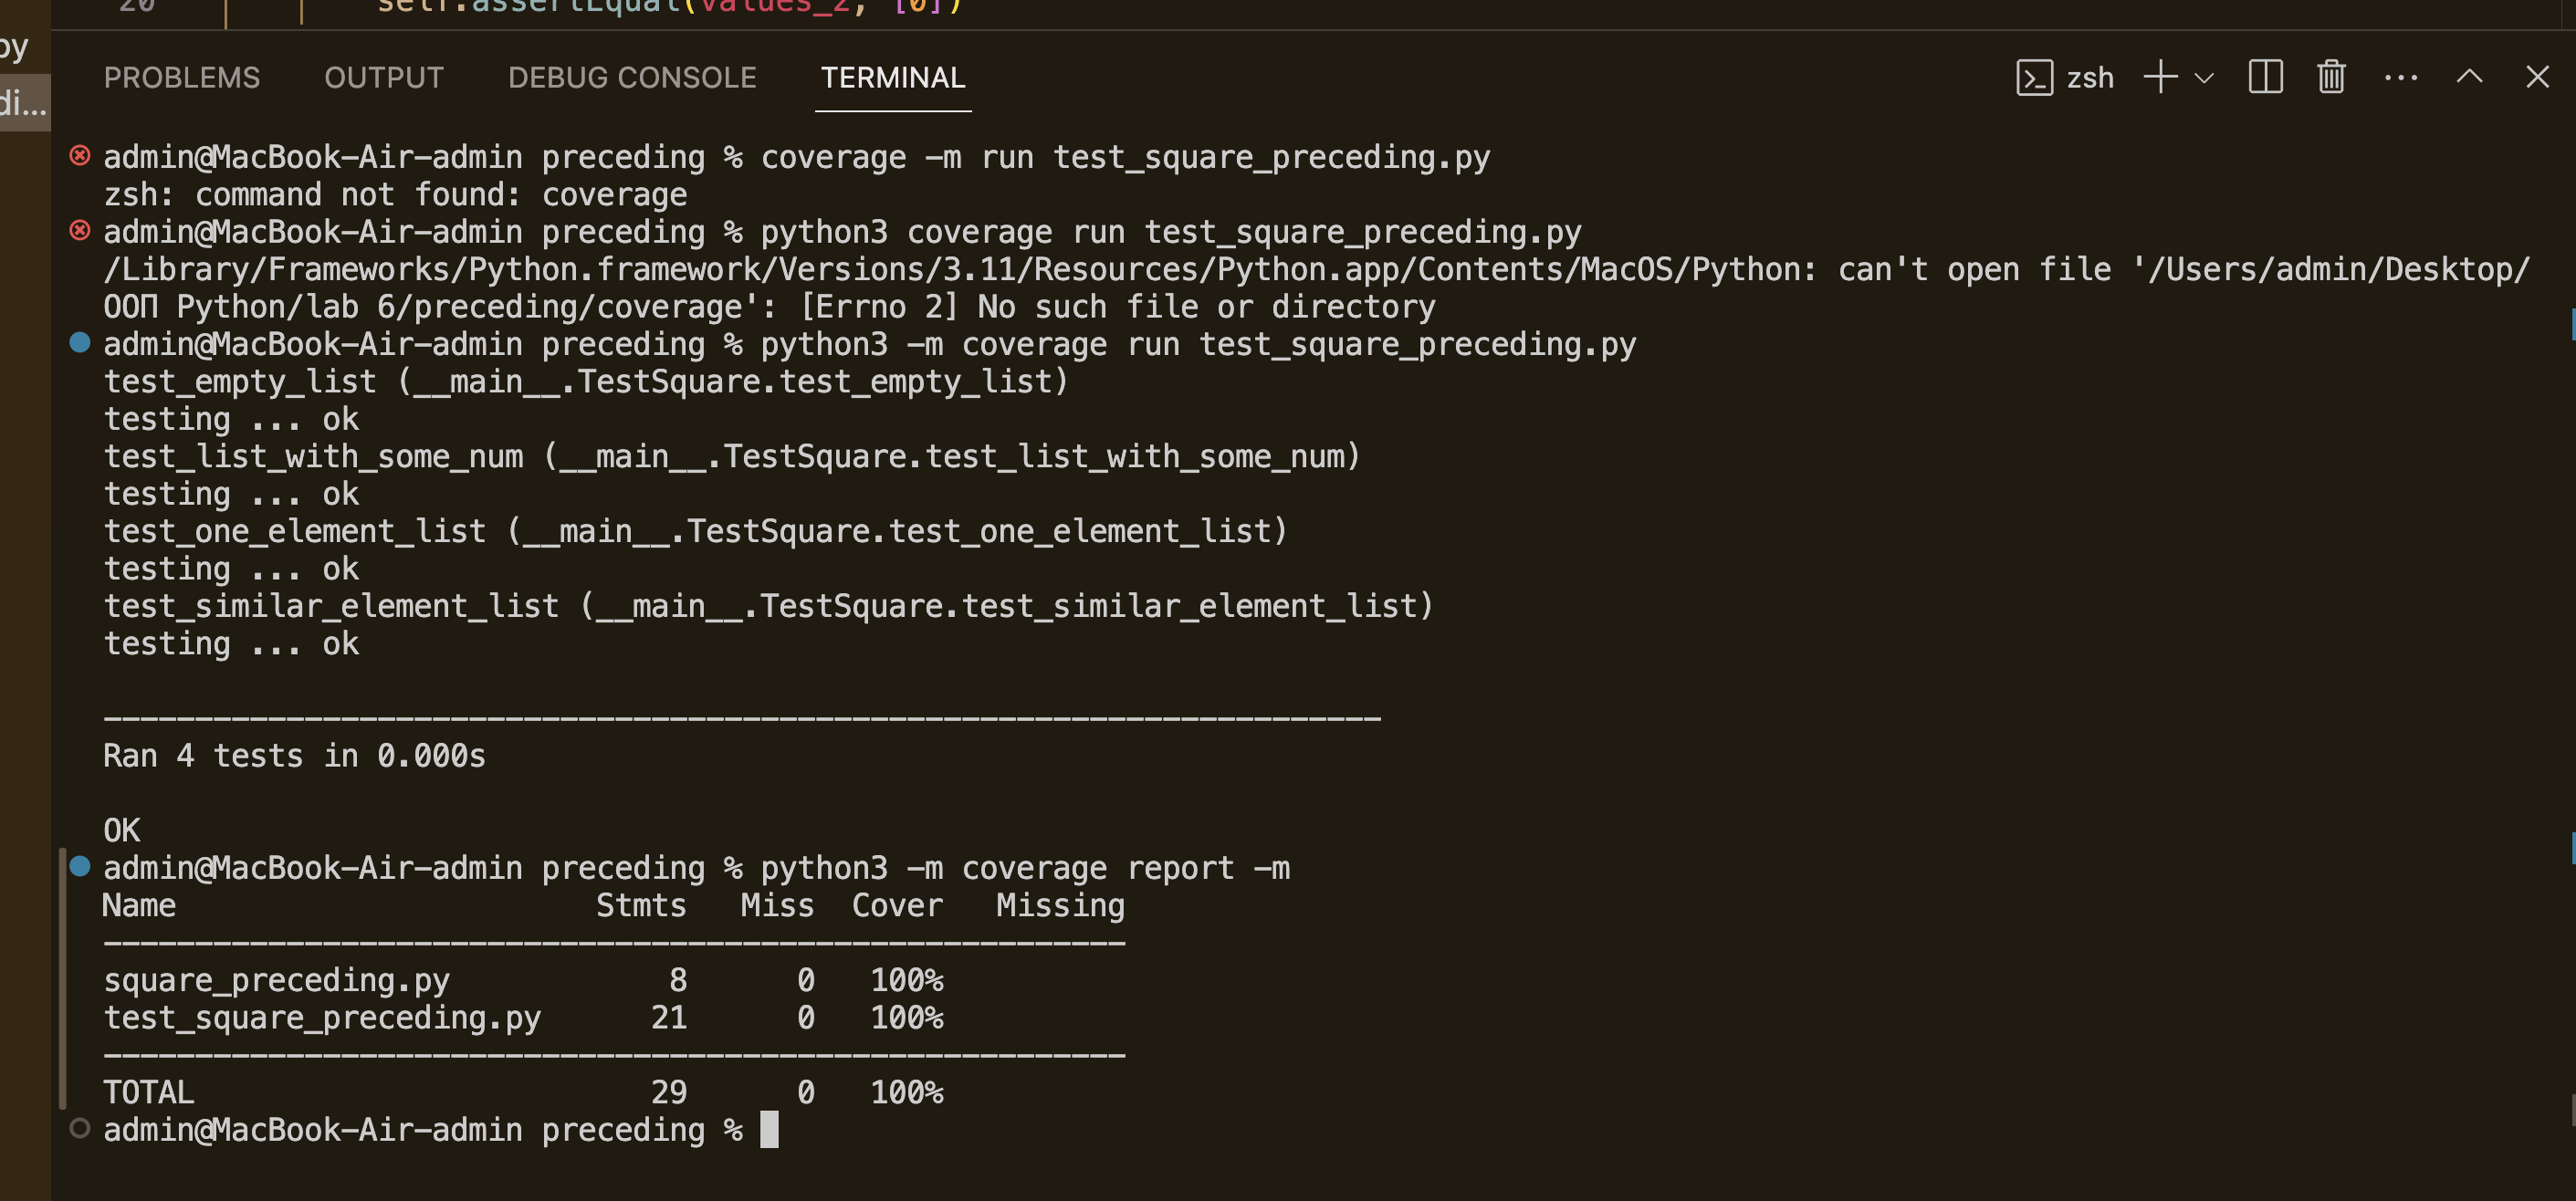 20 self.assertEqual(values_2, [0])
py
di...
PROBLEMS OUTPUT DEBUG CONSOLE TERMINAL zsh
admin@MacBook-Air-admin preceding % coverage -m run test_square_preceding.py
zsh: command not found: coverage
admin@MacBook-Air-admin preceding % python3 coverage run test_square_preceding.py
/Library/Frameworks/Python.framework/Versions/3.11/Resources/Python.app/Contents/MacOS/Python: can't open file '/Users/admin/Desktop/
ООП Python/lab 6/preceding/coverage': [Errno 2] No such file or directory
admin@MacBook-Air-admin preceding % python3 -m coverage run test_square_preceding.py
test_empty_list (__main__.TestSquare.test_empty_list)
testing ... ok
test_list_with_some_num (__main__.TestSquare.test_list_with_some_num)
testing ... ok
test_one_element_list (__main__.TestSquare.test_one_element_list)
testing ... ok
test_similar_element_list (__main__.TestSquare.test_similar_element_list)
testing ... ok
----------------------------------------------------------------------
Ran 4 tests in 0.000s
OK
admin@MacBook-Air-admin preceding % python3 -m coverage report -m
Name                       Stmts   Miss  Cover   Missing
--------------------------------------------------------
square_preceding.py            8      0   100%
test_square_preceding.py      21      0   100%
--------------------------------------------------------
TOTAL                         29      0   100%
admin@MacBook-Air-admin preceding %